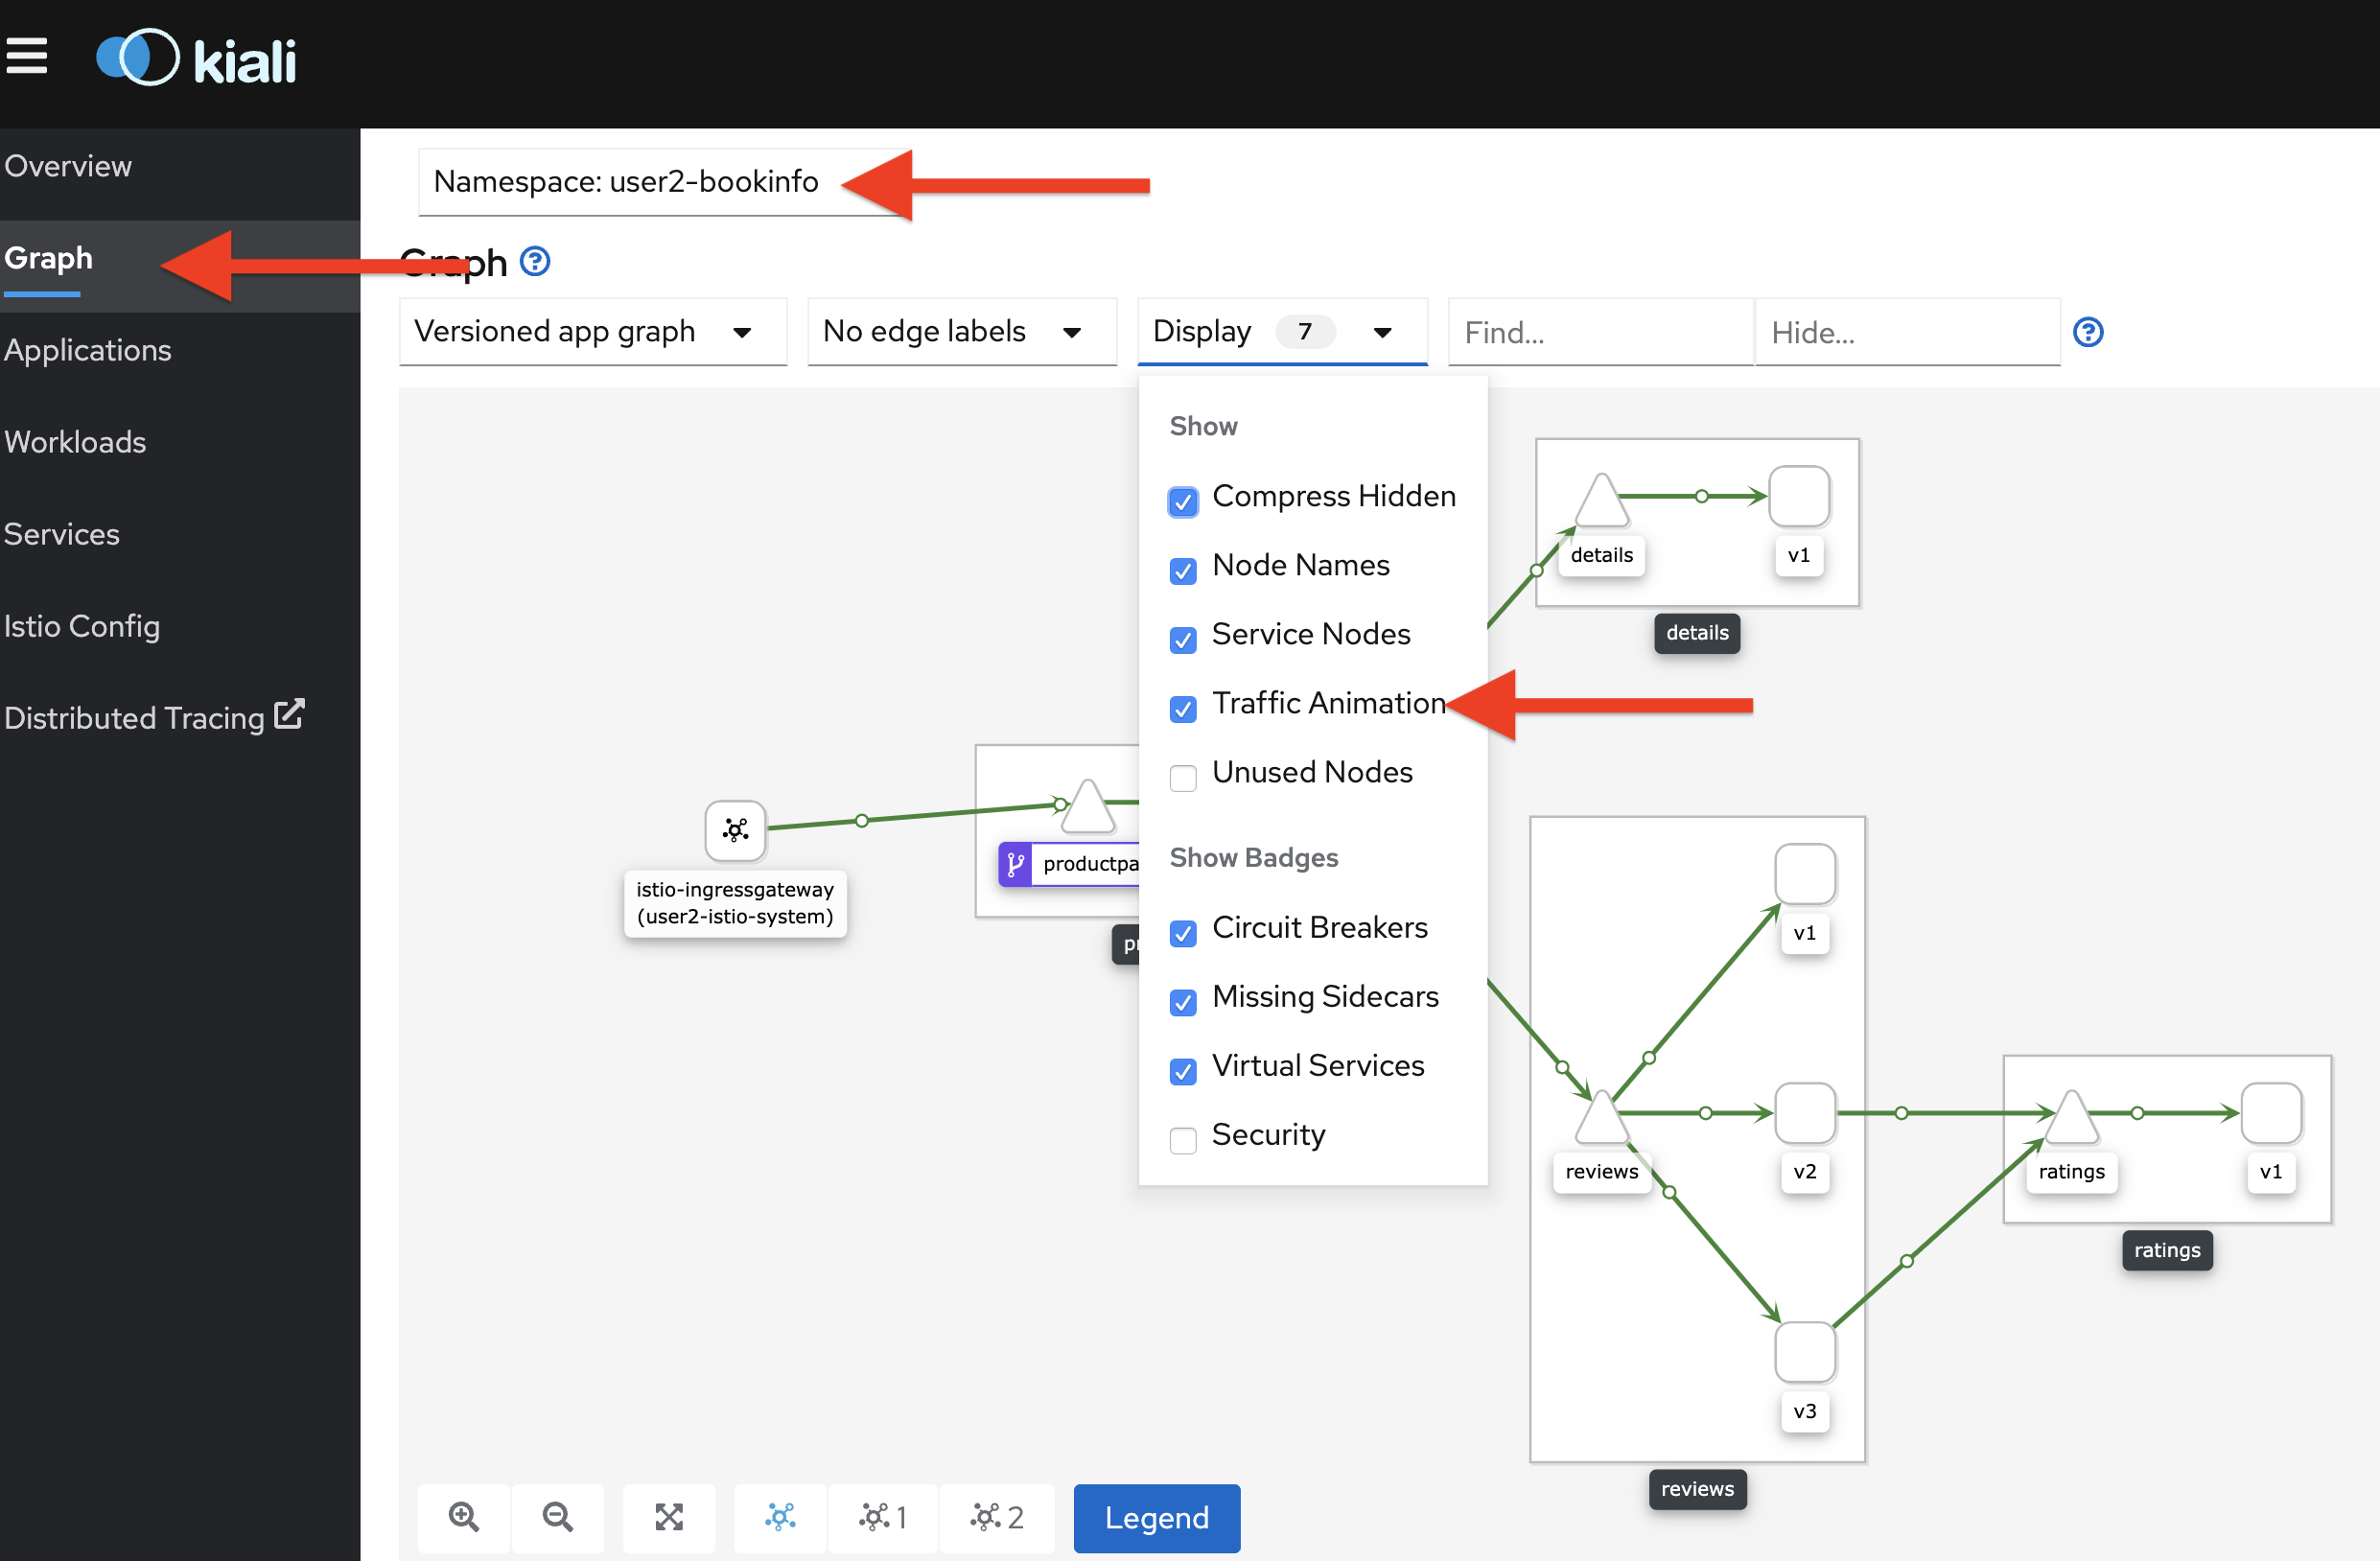 kiali
Overview
Graph
Applications
Workloads
Services
Istio Config
Distributed Tracing
Namespace: user2-bookinfo
Graph
Versioned app graph
No edge labels
Display 7
Find...
Hide...
Show
Compress Hidden
Node Names
Service Nodes
Traffic Animation
Unused Nodes
Show Badges
Circuit Breakers
Missing Sidecars
Virtual Services
Security
istio-ingressgateway
(user2-istio-system)
productpa
details
v1
details
v1
reviews
v2
v3
reviews
ratings
v1
ratings
1
2
Legend